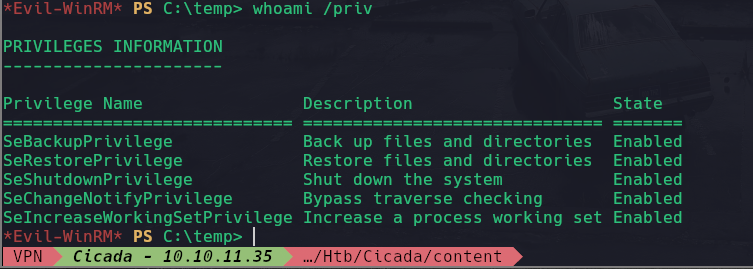 *Evil-WinRM* PS C:\temp> whoami /priv
PRIVILEGES INFORMATION
----------------------
Privilege Name                Description                    State
============================= ============================== =======
SeBackupPrivilege             Back up files and directories  Enabled
SeRestorePrivilege            Restore files and directories  Enabled
SeShutdownPrivilege           Shut down the system           Enabled
SeChangeNotifyPrivilege       Bypass traverse checking       Enabled
SeIncreaseWorkingSetPrivilege Increase a process working set Enabled
*Evil-WinRM* PS C:\temp>
VPN Cicada - 10.10.11.35 …/Htb/Cicada/content